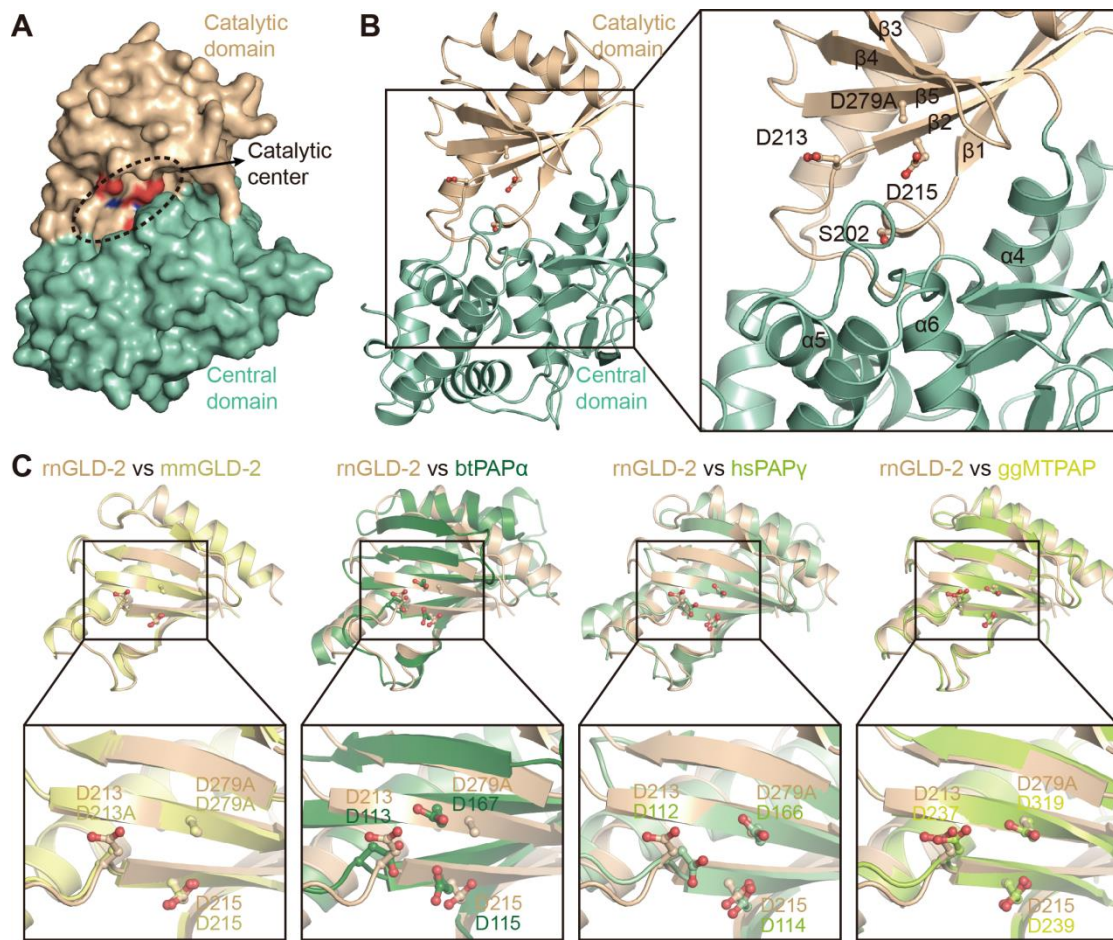 A
Catalytic
domain
Catalytic
center
Central
domain
B
Catalytic
domain
Central
domain
β3
β4
D279A
β5
D213
β2
β1
D215
S202
α4
α6
α5
C
rnGLD-2 vs mmGLD-2
rnGLD-2 vs btPAPα
rnGLD-2 vs hsPAPγ
rnGLD-2 vs ggMTPAP
D213
D213A
D279A
D279A
D215
D215
D213
D113
D279A
D167
D215
D115
D213
D112
D279A
D166
D215
D114
D213
D237
D279A
D319
D215
D239